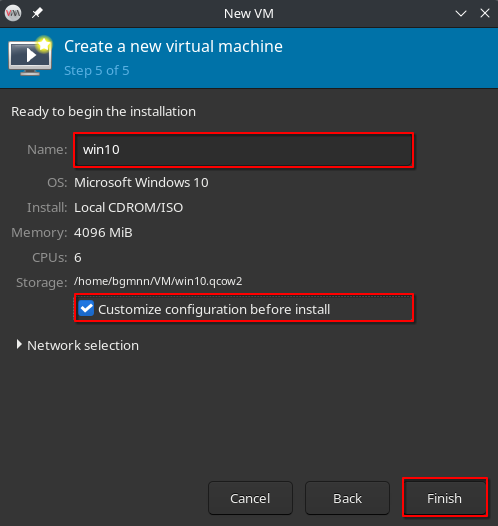 New VM
Create a new virtual machine
Step 5 of 5
Ready to begin the installation
Name: win10
OS: Microsoft Windows 10
Install: Local CDROM/ISO
Memory: 4096 MiB
CPUs: 6
Storage: /home/bgmnn/VM/win10.qcow2
Customize configuration before install
Network selection
Cancel Back Finish